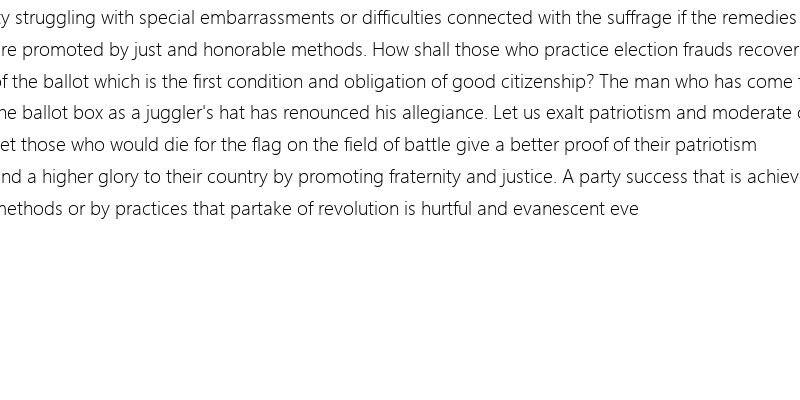 y struggling with special embarrassments or difficulties connected with the suffrage if the remedies
re promoted by just and honorable methods. How shall those who practice election frauds recover
of the ballot which is the first condition and obligation of good citizenship? The man who has come
he ballot box as a juggler's hat has renounced his allegiance. Let us exalt patriotism and moderate
et those who would die for the flag on the field of battle give a better proof of their patriotism
nd a higher glory to their country by promoting fraternity and justice. A party success that is achiev
methods or by practices that partake of revolution is hurtful and evanescent eve